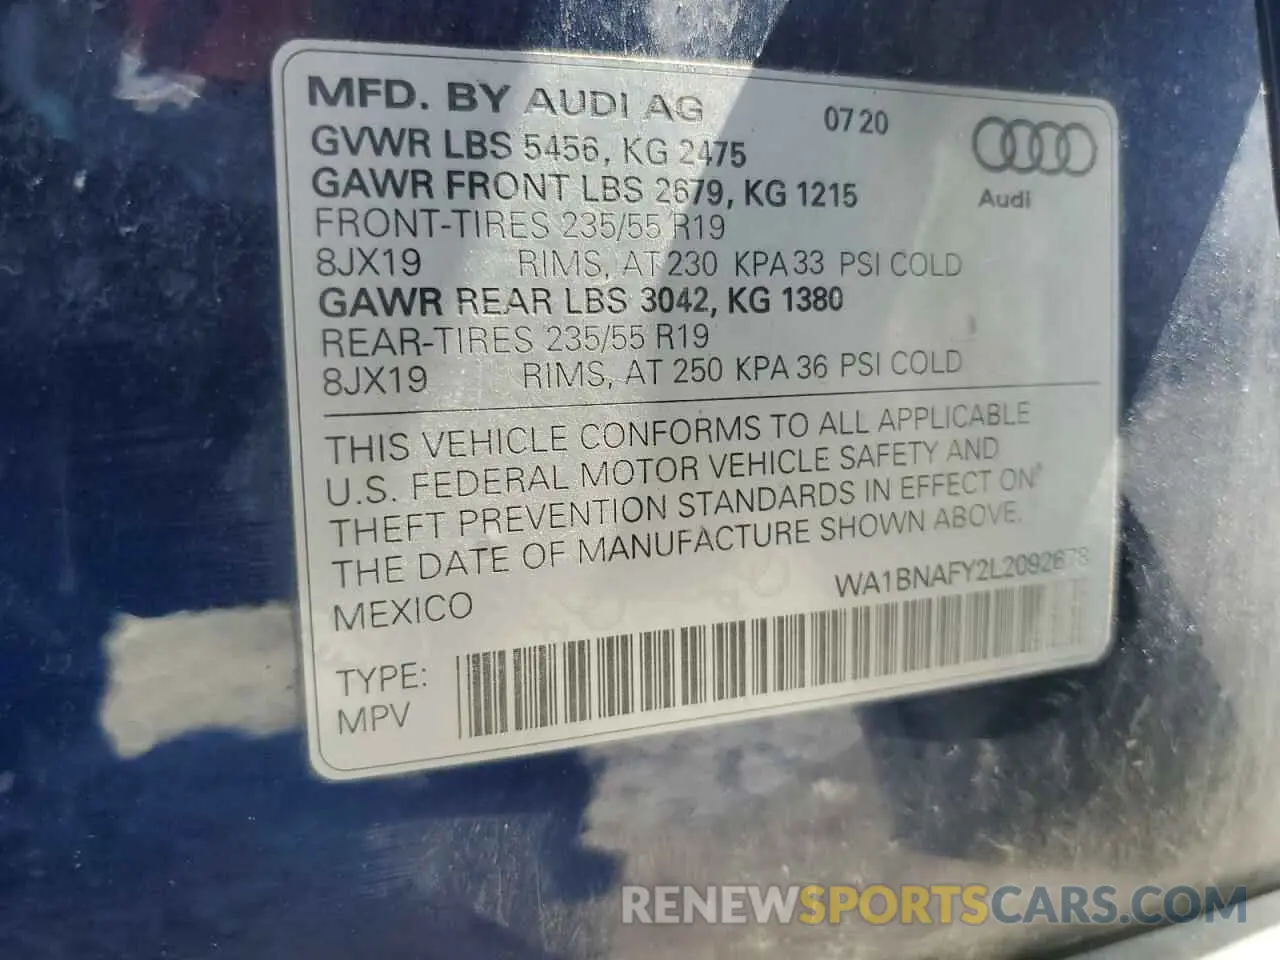 MFD. BY AUDI AG 07 20
GVWR LBS 5456, KG 2475
GAWR FRONT LBS 2679, KG 1215
Audi
FRONT-TIRES 235/55 R19
8JX19 RIMS, AT 230 KPA 33 PSI COLD
GAWR REAR LBS 3042, KG 1380
REAR-TIRES 235/55 R19
8JX19 RIMS, AT 250 KPA 36 PSI COLD
THIS VEHICLE CONFORMS TO ALL APPLICABLE
U.S. FEDERAL MOTOR VEHICLE SAFETY AND
THEFT PREVENTION STANDARDS IN EFFECT ON
THE DATE OF MANUFACTURE SHOWN ABOVE.
MEXICO WA1BNAFY2L2092678
TYPE:
MPV
RENEWSPORTSCARS.COM